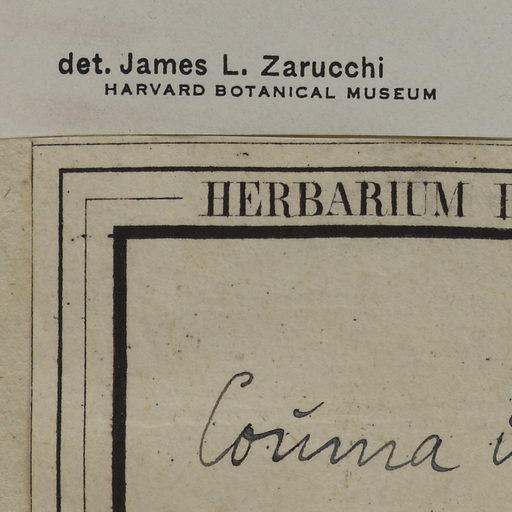 det. James L. Zarucchi
HARVARD BOTANICAL MUSEUM
HERBARIUM
Couma